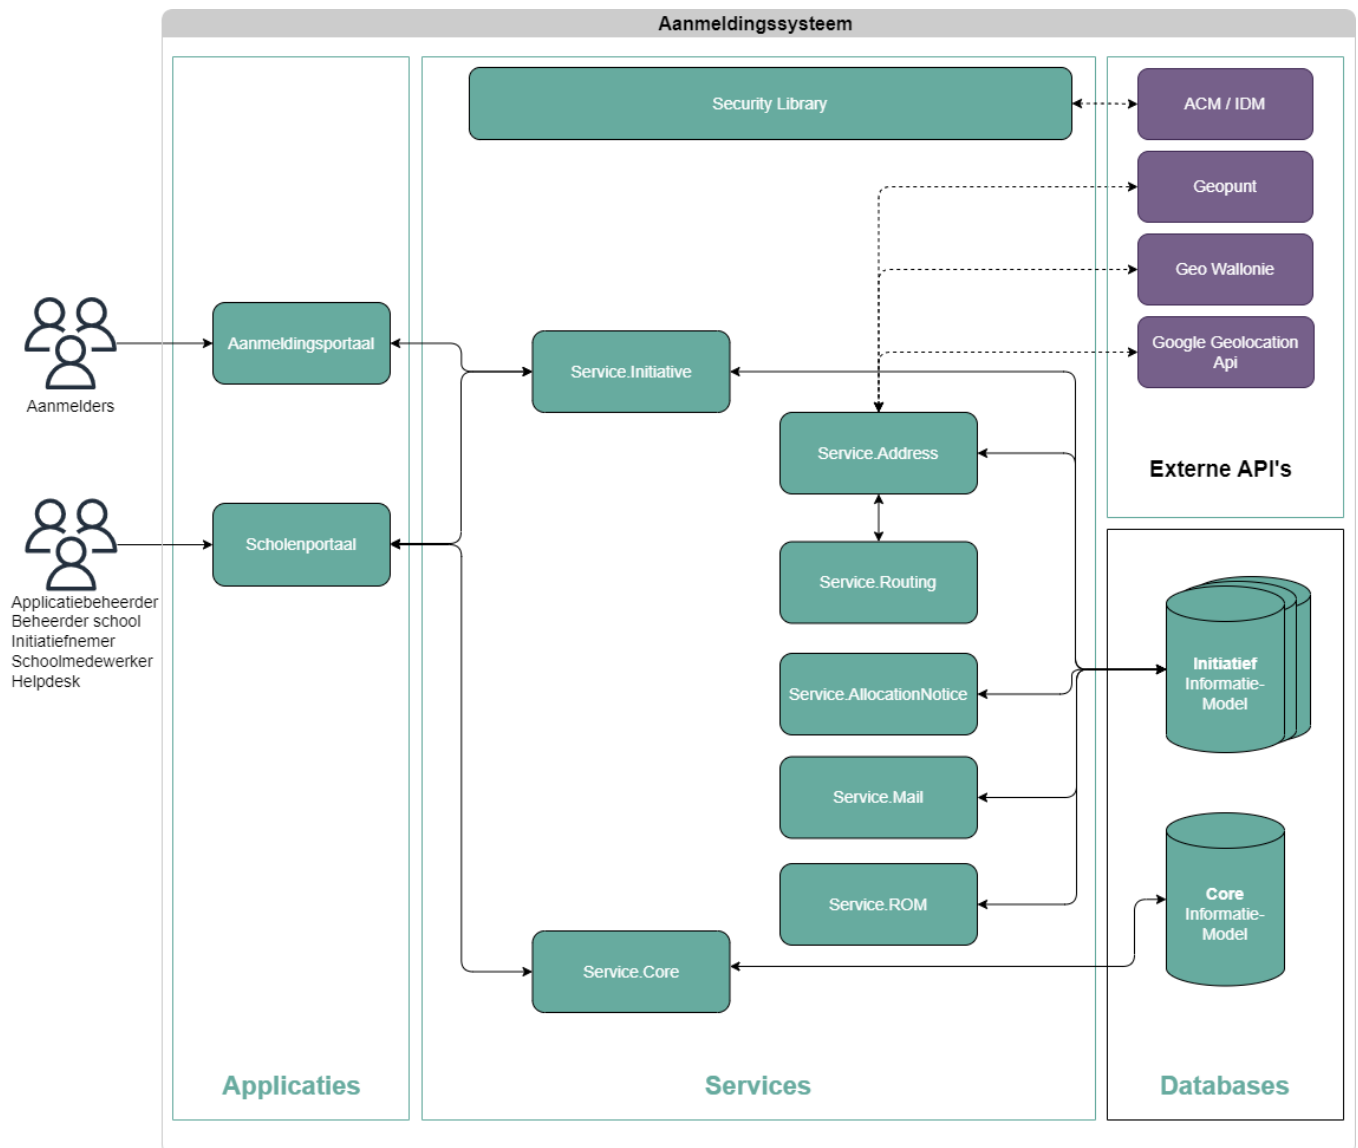 Aanmeldingssysteem
Security Library
ACM / IDM
Geopunt
Geo Wallonie
Google Geolocation
Api
Externe API's
Aanmelders
Aanmeldingsportaal
Service.Initiative
Service.Address
Scholenportaal
Service.Routing
Applicatiebeheerder
Beheerder school
Initiatiefnemer
Schoolmedewerker
Helpdesk
Service.AllocationNotice
Service.Mail
Service.ROM
Service.Core
Initiatief
Informatie-
Model
Core
Informatie-
Model
Applicaties
Services
Databases